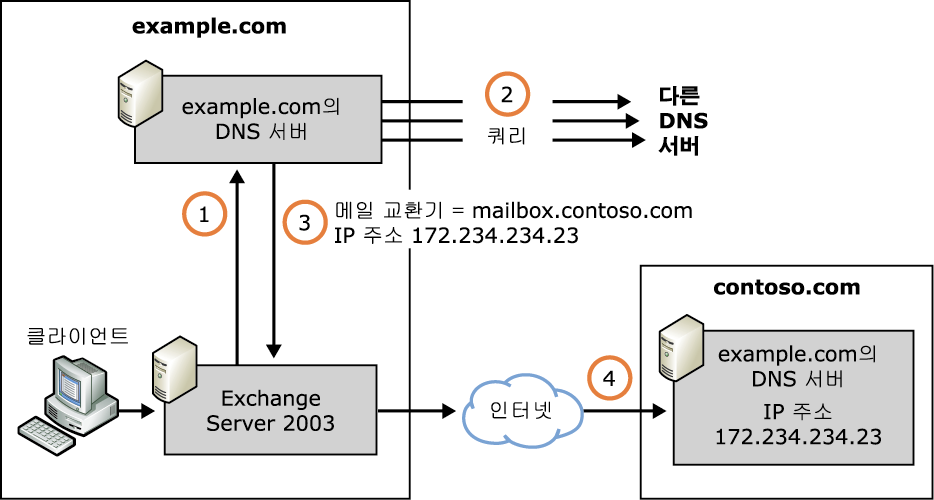 example.com
example.com의
DNS 서버
2
쿼리
다른
DNS
서버
1
3
메일 교환기 = mailbox.contoso.com
IP 주소 172.234.234.23
클라이언트
Exchange
Server 2003
인터넷
4
contoso.com
example.com의
DNS 서버
IP 주소
172.234.234.23